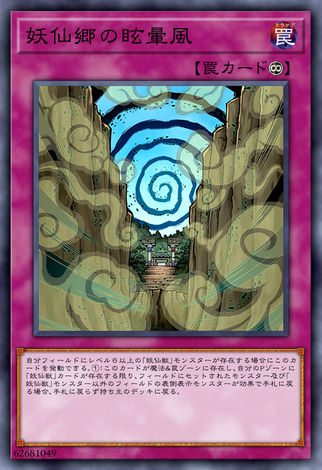 妖仙郷の眩暈風
トラップ
罠
【罠カード】
自分フィールドにレベル6以上の「妖仙獣」モンスターが存在する場合にこのカ
ードを発動できる。①:このカードが魔法&罠ゾーンに存在し、自分のPゾーンに
「妖仙獣」カードが存在する限り、フィールドにセットされたモンスター及び「
妖仙獣」モンスター以外のフィールドの表側表示モンスターが効果で手札に戻
る場合、手札に戻らず持ち主のデッキに戻る。
62681049